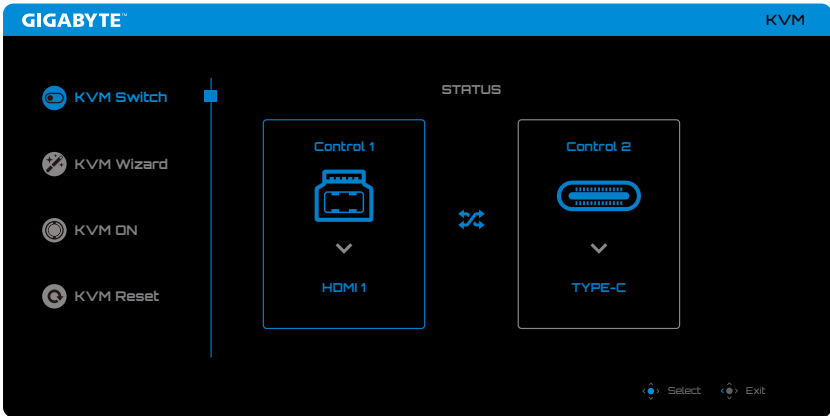 GIGABYTE™
KVM
KVM Switch
KVM Wizard
KVM ON
KVM Reset
STATUS
Control 1
HDMI 1
Control 2
TYPE-C
Select
Exit